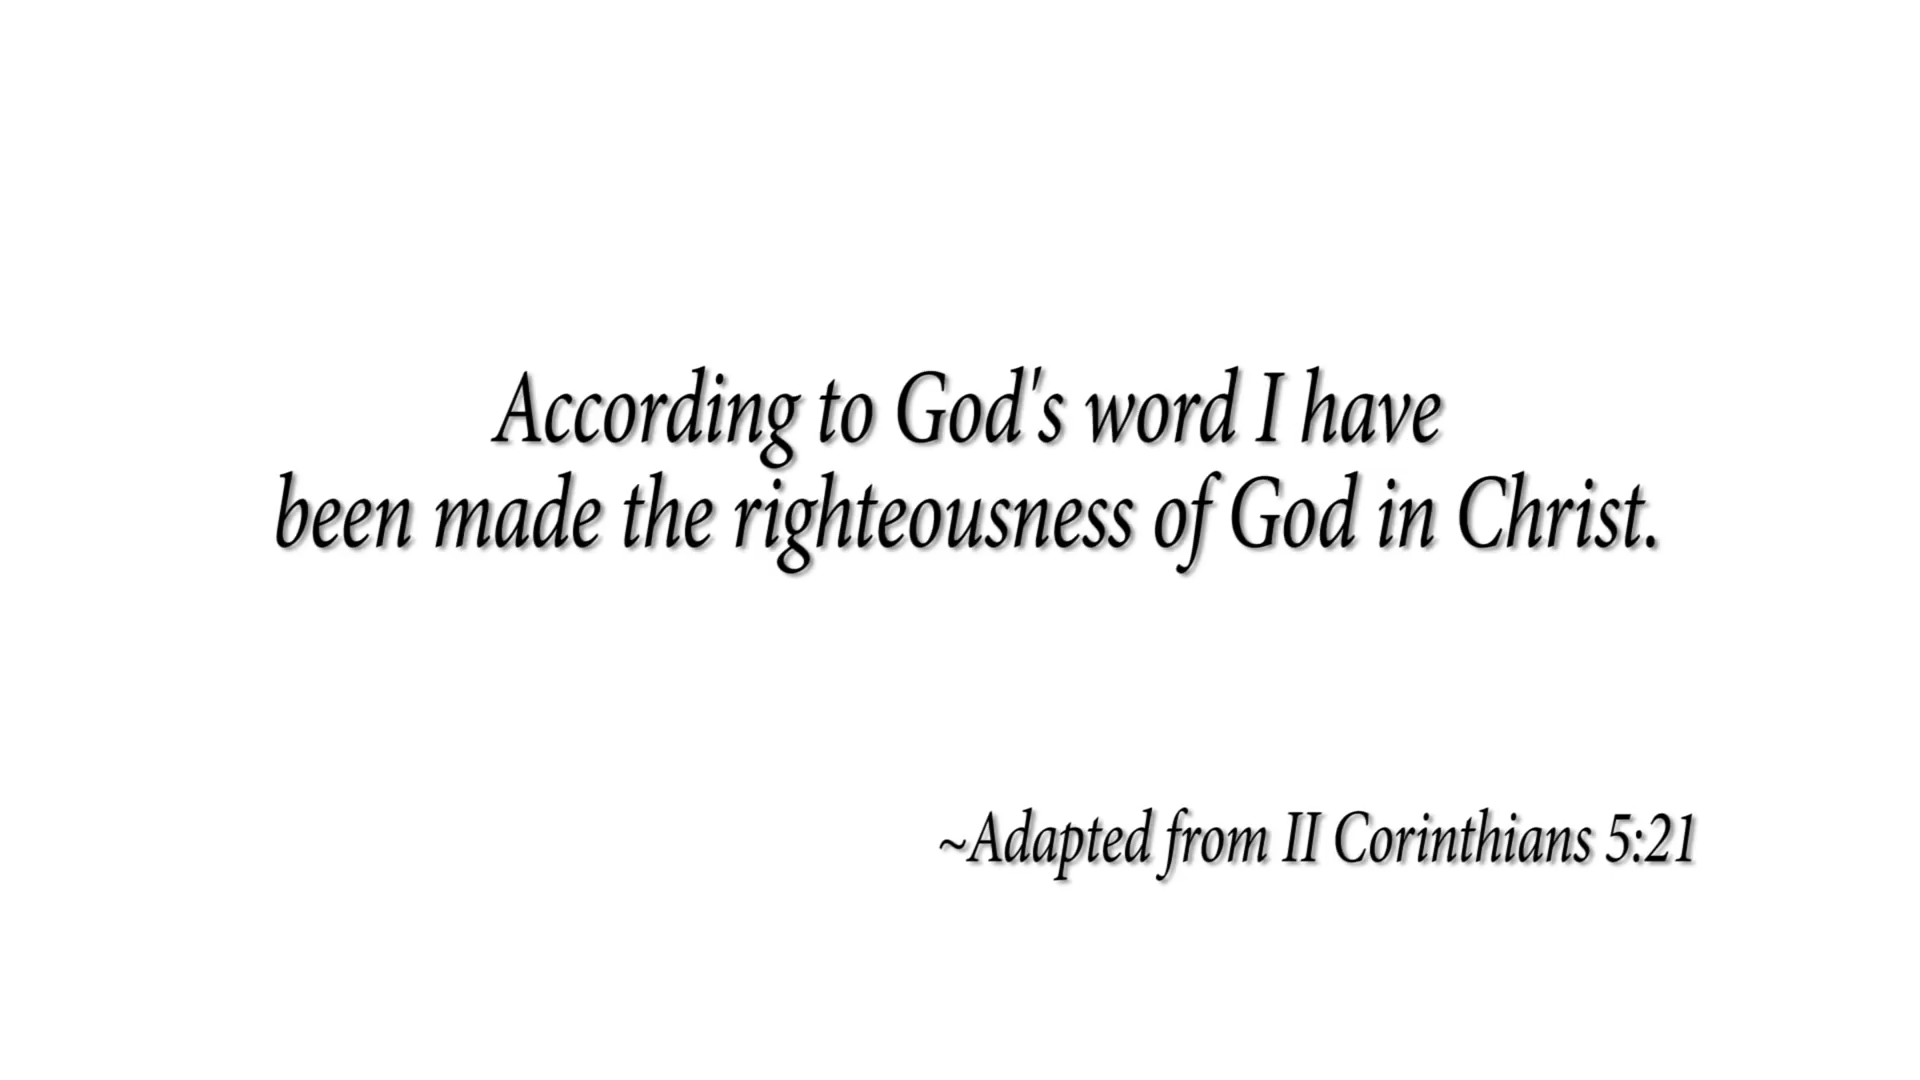 According to God's word I have
been made the righteousness of God in Christ.
~Adapted from II Corinthians 5:21